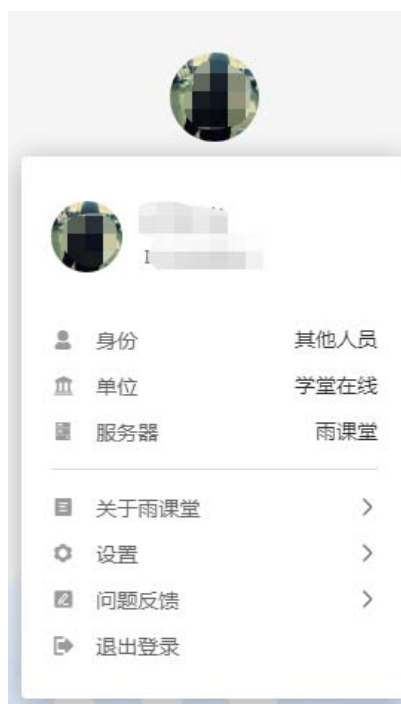 身份 其他人员
单位 学堂在线
服务器 雨课堂
关于雨课堂
设置
问题反馈
退出登录